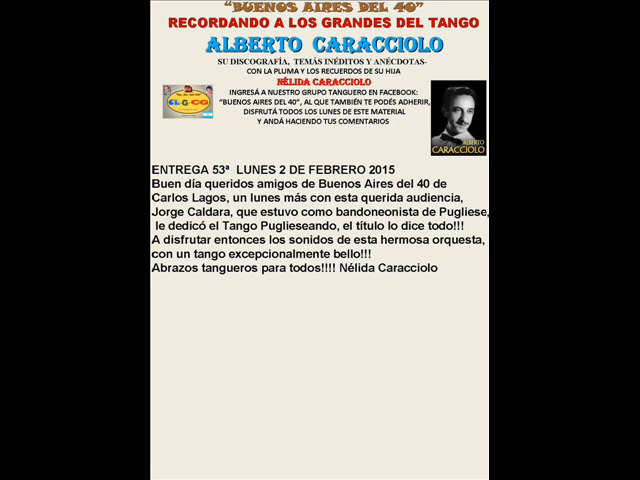 "BUENOS AIRES DEL 40"
RECORDANDO A LOS GRANDES DEL TANGO
ALBERTO CARACCIOLO
SU DISCOGRAFÍA, TEMAS INÉDITOS Y ANÉCDOTAS-
CON LA PLUMA Y LOS RECUERDOS DE SU HIJA
NÉLIDA CARACCIOLO
INGRESÁ A NUESTRO GRUPO TANGUERO EN FACEBOOK:
"BUENOS AIRES DEL 40", AL QUE TAMBIÉN TE PODÉS ADHERIR,
DISFRUTÁ TODOS LOS LUNES DE ESTE MATERIAL
Y ANDÁ HACIENDO TUS COMENTARIOS
ALBERTO
CARACCIOLO
ENTREGA 53ª LUNES 2 DE FEBRERO 2015
Buen día queridos amigos de Buenos Aires del 40 de
Carlos Lagos, un lunes más con esta querida audiencia,
Jorge Caldara, que estuvo como bandoneonista de Pugliese,
le dedicó el Tango Puglieseando, el título lo dice todo!!!
A disfrutar entonces los sonidos de esta hermosa orquesta,
con un tango excepcionalmente bello!!!
Abrazos tangueros para todos!!!! Nélida Caracciolo